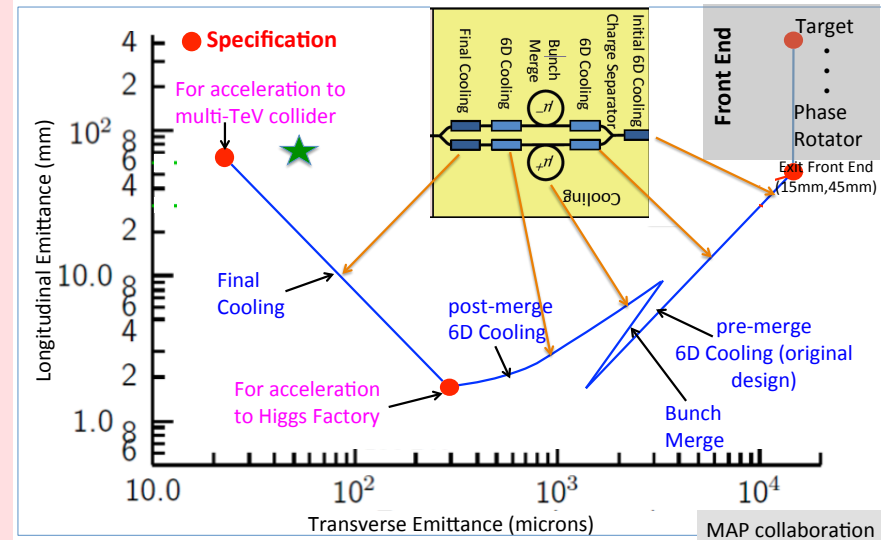 Specification
For acceleration to
multi-TeV collider
Final Cooling
6D Cooling
Bunch
Merge
6D Cooling
Charge Separator
Initial 6D Cooling
μ−
μ+
Cooling
Front End
Target
•
•
•
Phase
Rotator
Exit Front End
(15mm,45mm)
Longitudinal Emittance (mm)
4
2
10²
8
6
4
2
10.0
8
6
4
2
1.0
8
6
Final
Cooling
post-merge
6D Cooling
pre-merge
6D Cooling (original
design)
For acceleration
to Higgs Factory
Bunch
Merge
10.0
10²
10³
10⁴
Transverse Emittance (microns)
MAP collaboration